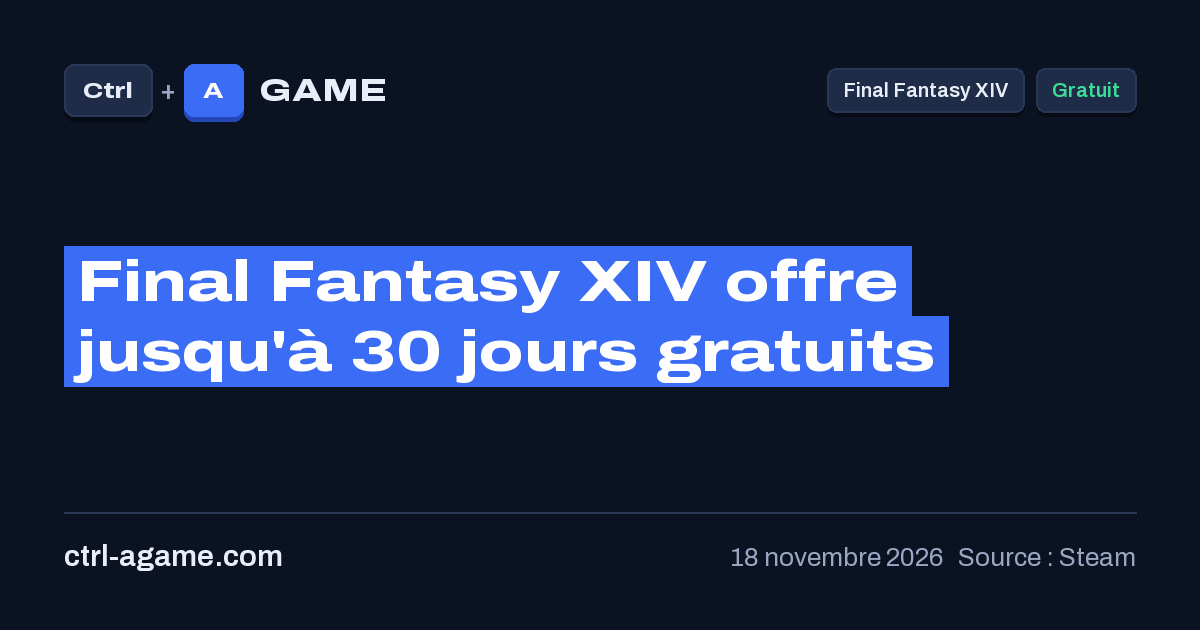 Ctrl + A GAME
Final Fantasy XIV Gratuit
Final Fantasy XIV offre
jusqu'à 30 jours gratuits
ctrl-agame.com
18 novembre 2026 Source : Steam